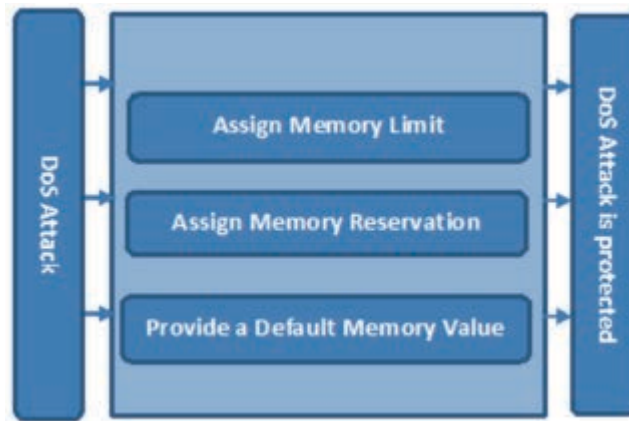 DoS Attack
Assign Memory Limit
Assign Memory Reservation
Provide a Default Memory Value
DoS Attack is protected